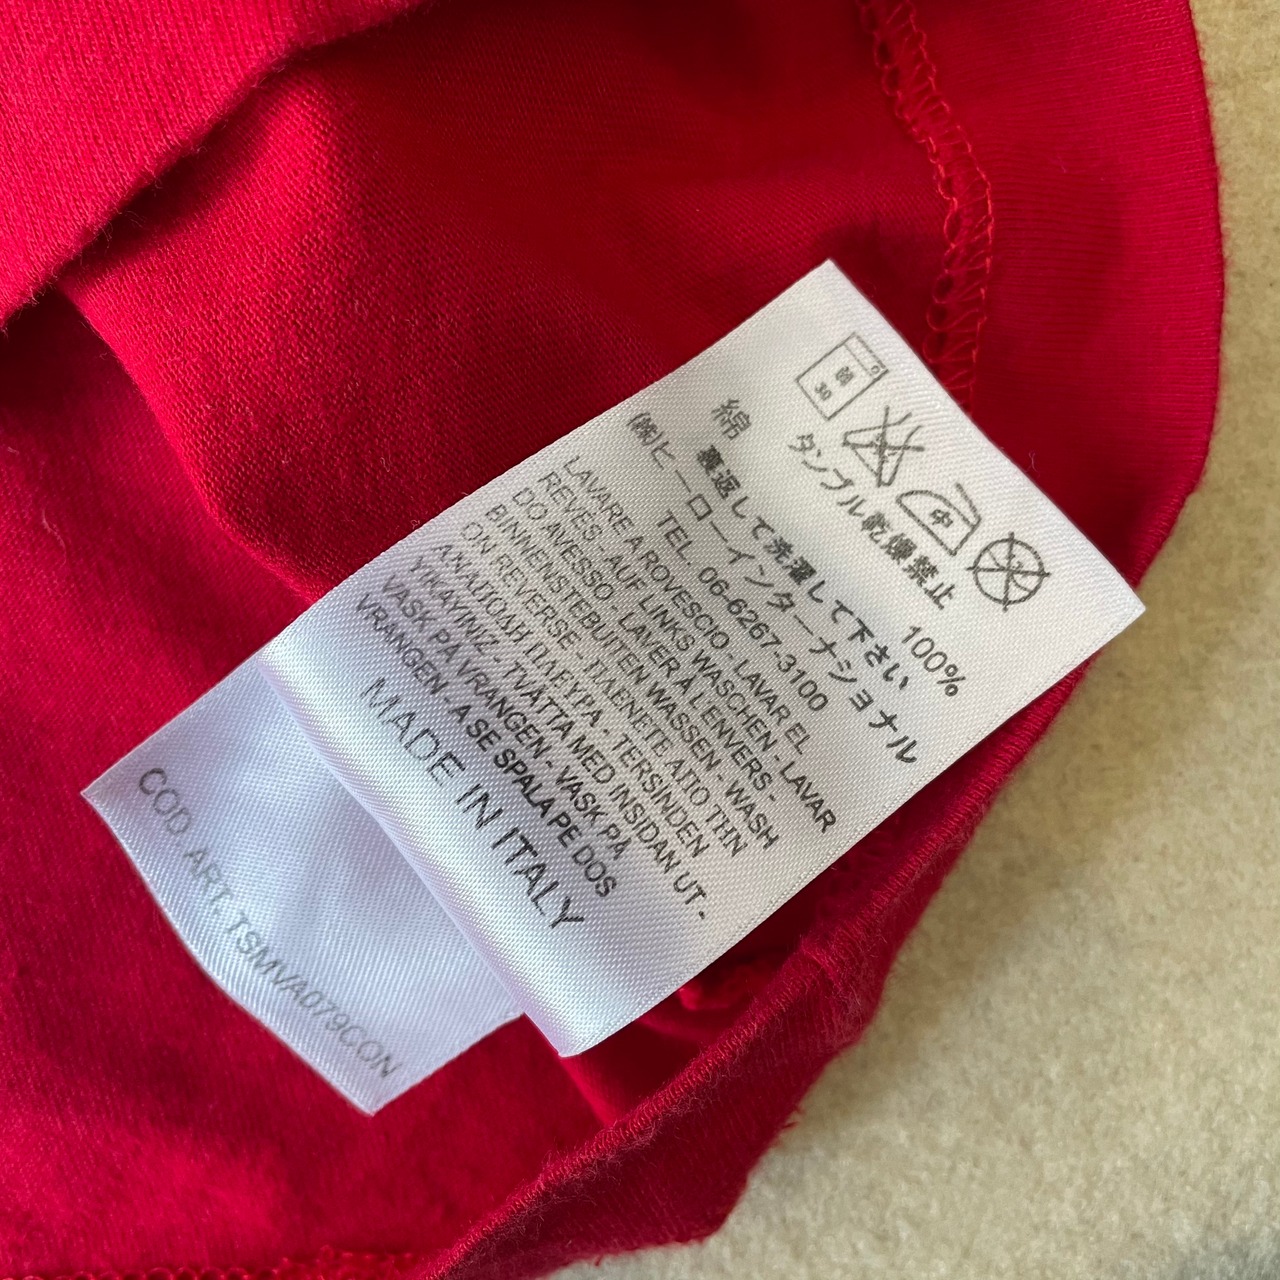 弱
30
中
タンブル乾燥禁止
綿 100%
裏返して洗濯して下さい
(株)ヒーローインターナショナル
TEL 06-6267-3100
LAVARE A ROVESCIO - LAVAR EL
REVES - AUF LINKS WASCHEN - LAVAR
DO AVESSO - LAVER À L'ENVERS -
BINNENSTEBUITEN WASSEN - WASH
ON REVERSE - ΠΛΕΝΕΤΕ ΑΠΟ ΤΗΝ
ΑΝΑΠΟΔΗ ΠΛΕΥΡΑ - TERSINDEN
YIKAYINIZ - TVÄTTA MED INSIDAN UT -
VASK PÅ VRANGEN - VASK PÅ
VRANGEN - A SE SPALA PE DOS
MADE IN ITALY
COD. ART. TSMVA079CON